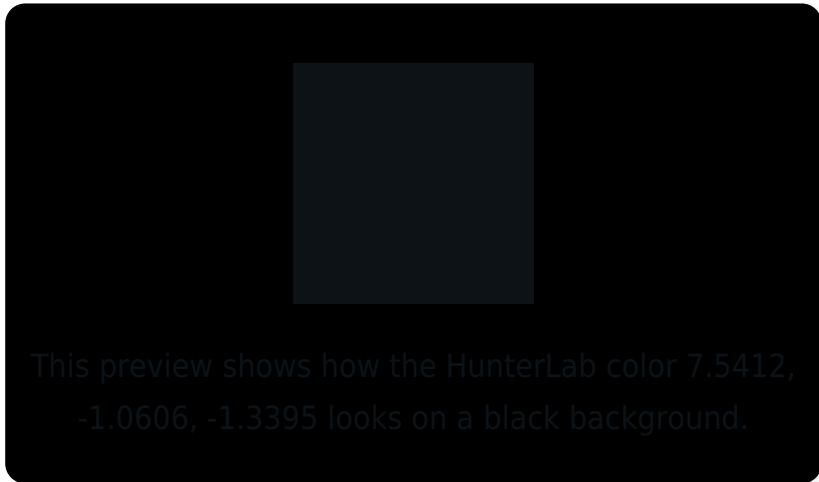 This preview shows how the HunterLab color 7.5412,
-1.0606, -1.3395 looks on a black background.